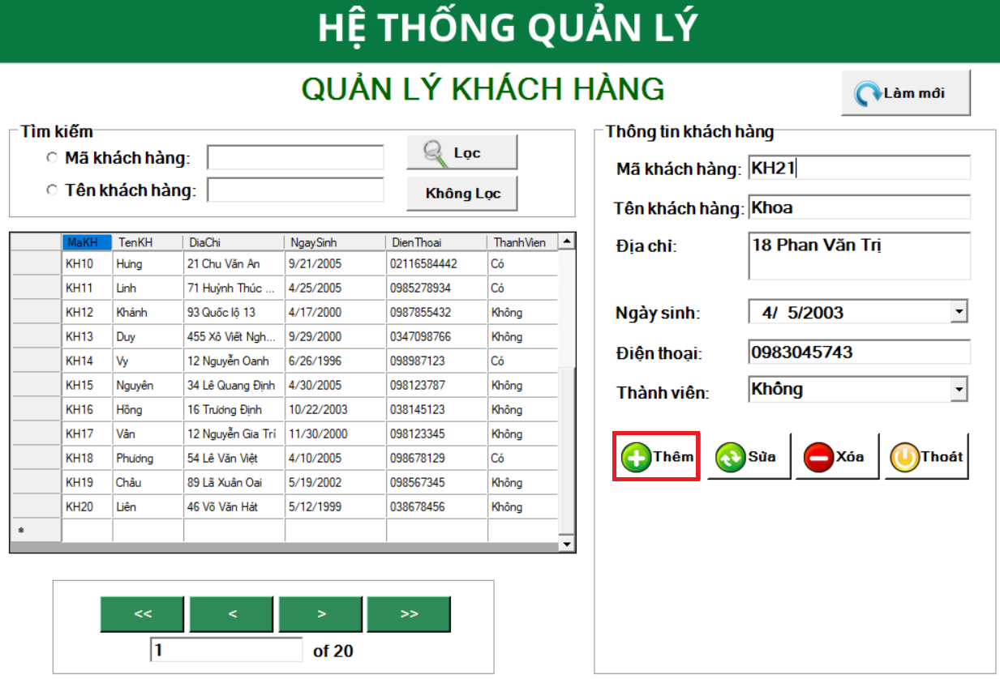 HỆ THỐNG QUẢN LÝ
QUẢN LÝ KHÁCH HÀNG
Làm mới
Tìm kiếm
Mã khách hàng:
Lọc
Tên khách hàng:
Không Lọc
MaKH TenKH DiaChi NgaySinh DienThoai ThanhVien
KH10 Hưng 21 Chu Văn An 9/21/2005 02116584442 Có
KH11 Linh 71 Huỳnh Thúc ... 4/25/2005 0985278934 Có
KH12 Khánh 93 Quốc lộ 13 4/17/2000 0987855432 Không
KH13 Duy 455 Xô Viết Ngh... 9/29/2000 0347098766 Không
KH14 Vy 12 Nguyễn Oanh 6/26/1996 098987123 Có
KH15 Nguyên 34 Lê Quang Định 4/30/2005 098123787 Không
KH16 Hồng 16 Trương Định 10/22/2003 038145123 Không
KH17 Vân 12 Nguyễn Gia Trí 11/30/2000 098123345 Không
KH18 Phương 54 Lê Văn Việt 4/10/2005 098678129 Có
KH19 Châu 89 Lã Xuân Oai 5/19/2002 098567345 Không
KH20 Liên 46 Võ Văn Hát 5/12/1999 038678456 Không
*
<< < > >>
1 of 20
Thông tin khách hàng
Mã khách hàng: KH21
Tên khách hàng: Khoa
Địa chỉ: 18 Phan Văn Trị
Ngày sinh: 4/ 5/2003
Điện thoại: 0983045743
Thành viên: Không
Thêm Sửa Xóa Thoát